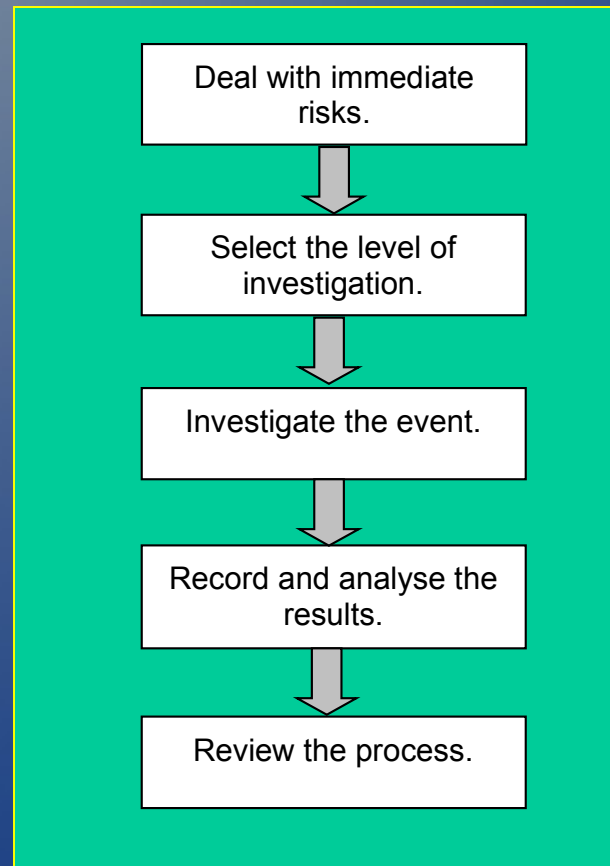 Deal with immediate
risks.
Select the level of
investigation.
Investigate the event.
Record and analyse the
results.
Review the process.